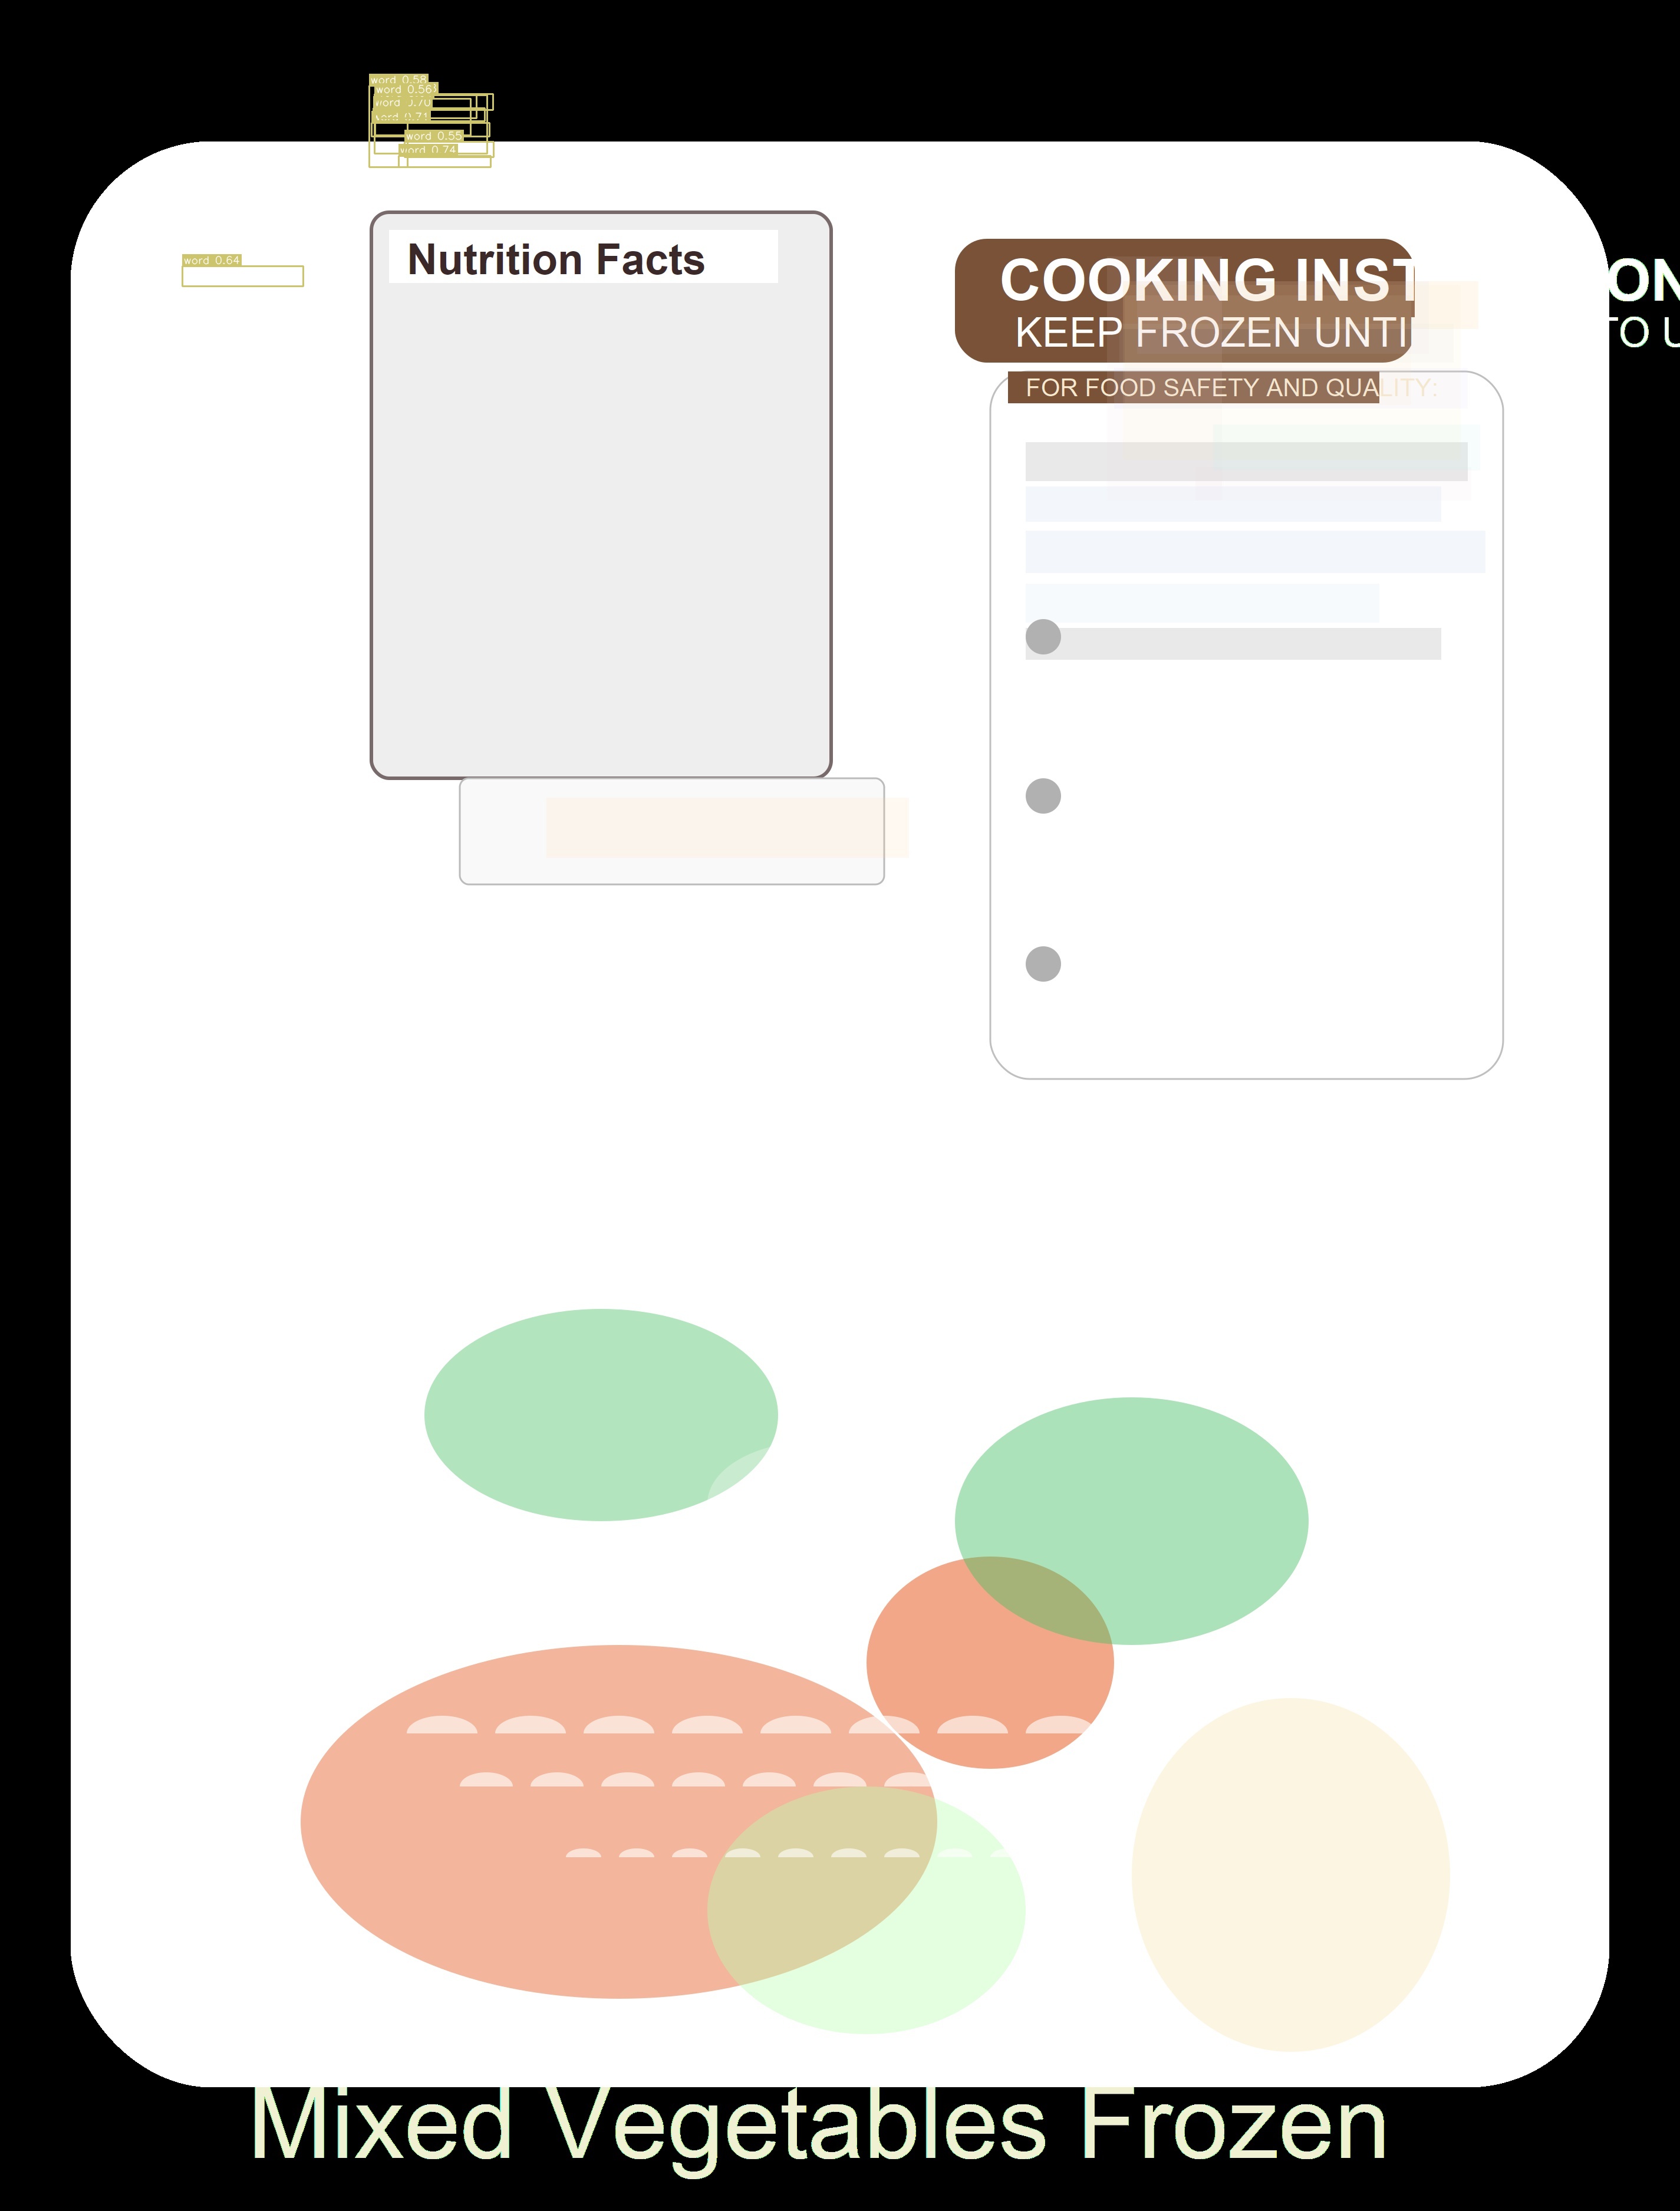 word 0.58
word 0.56
word 0.70
word 0.71
word 0.55
word 0.74
word 0.64
Nutrition Facts
COOKING INST ON
KEEP FROZEN UNTI TO U
FOR FOOD SAFETY AND QUALITY:
Mixed Vegetables Frozen